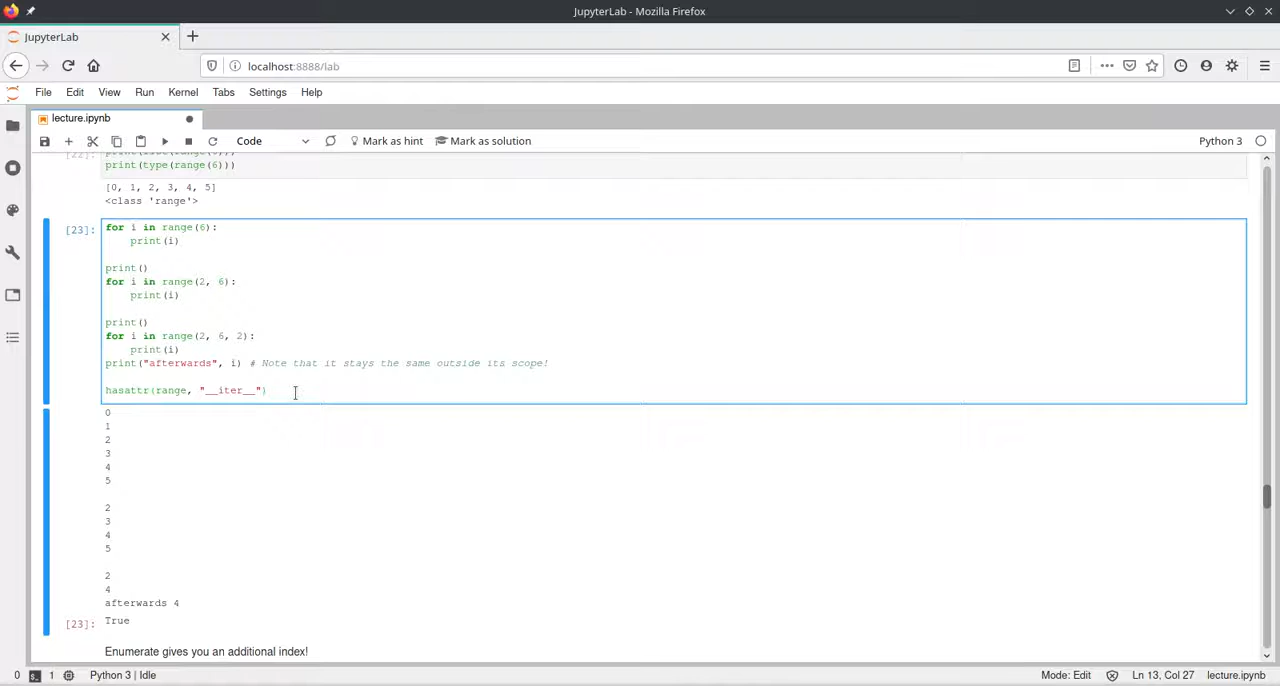 JupyterLab - Mozilla Firefox
JupyterLab
localhost:8888/lab
File Edit View Run Kernel Tabs Settings Help
lecture.ipynb
Code Mark as hint Mark as solution Python 3
print(type(range(6)))
[0, 1, 2, 3, 4, 5]
<class 'range'>
[23]: for i in range(6):
print(i)
print()
for i in range(2, 6):
print(i)
print()
for i in range(2, 6, 2):
print(i)
print("afterwards", i) # Note that it stays the same outside its scope!
hasattr(range, "__iter__")
0
1
2
3
4
5
2
3
4
5
2
4
afterwards 4
[23]: True
Enumerate gives you an additional index!
0 1 Python 3 | Idle Mode: Edit Ln 13, Col 27 lecture.ipynb